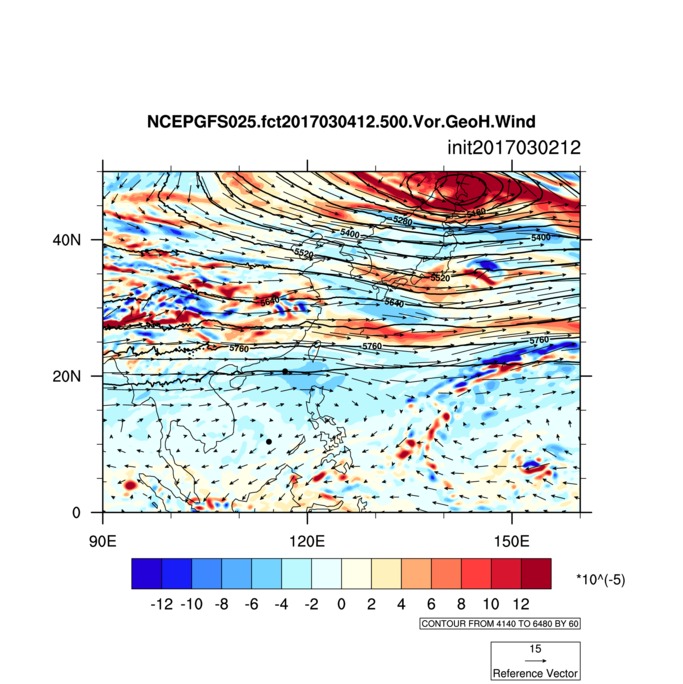 NCEPGFS025.fct2017030412.500.Vor.GeoH.Wind
init2017030212
5280
5480
5400
5400
5520
5520
5640
5640
5760
5760
5760
40N
20N
0
90E 120E 150E
-12 -10 -8 -6 -4 -2 0 2 4 6 8 10 12
*10^(-5)
CONTOUR FROM 4140 TO 6480 BY 60
15
Reference Vector